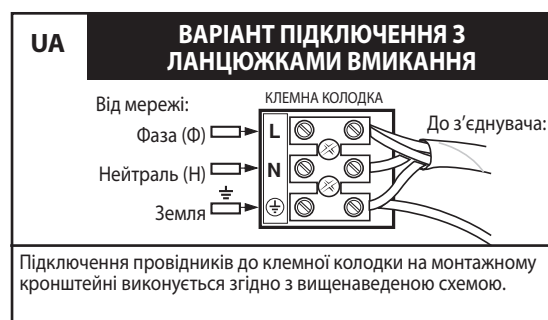 UA
ВАРІАНТ ПІДКЛЮЧЕННЯ З
ЛАНЦЮЖКАМИ ВМИКАННЯ
Від мережі:
КЛЕМНА КОЛОДКА
До з’єднувача:
Фаза (Ф)
L
Нейтраль (Н)
N
Земля
Підключення провідників до клемної колодки на монтажному
кронштейні виконується згідно з вищенаведеною схемою.